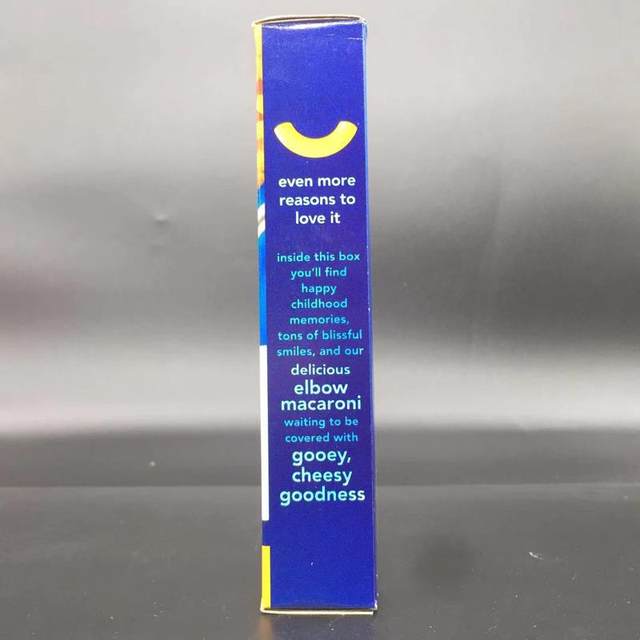 even more
reasons to
love it
inside this box
you'll find
happy
childhood
memories,
tons of blissful
smiles, and our
delicious
elbow
macaroni
waiting to be
covered with
gooey,
cheesy
goodness